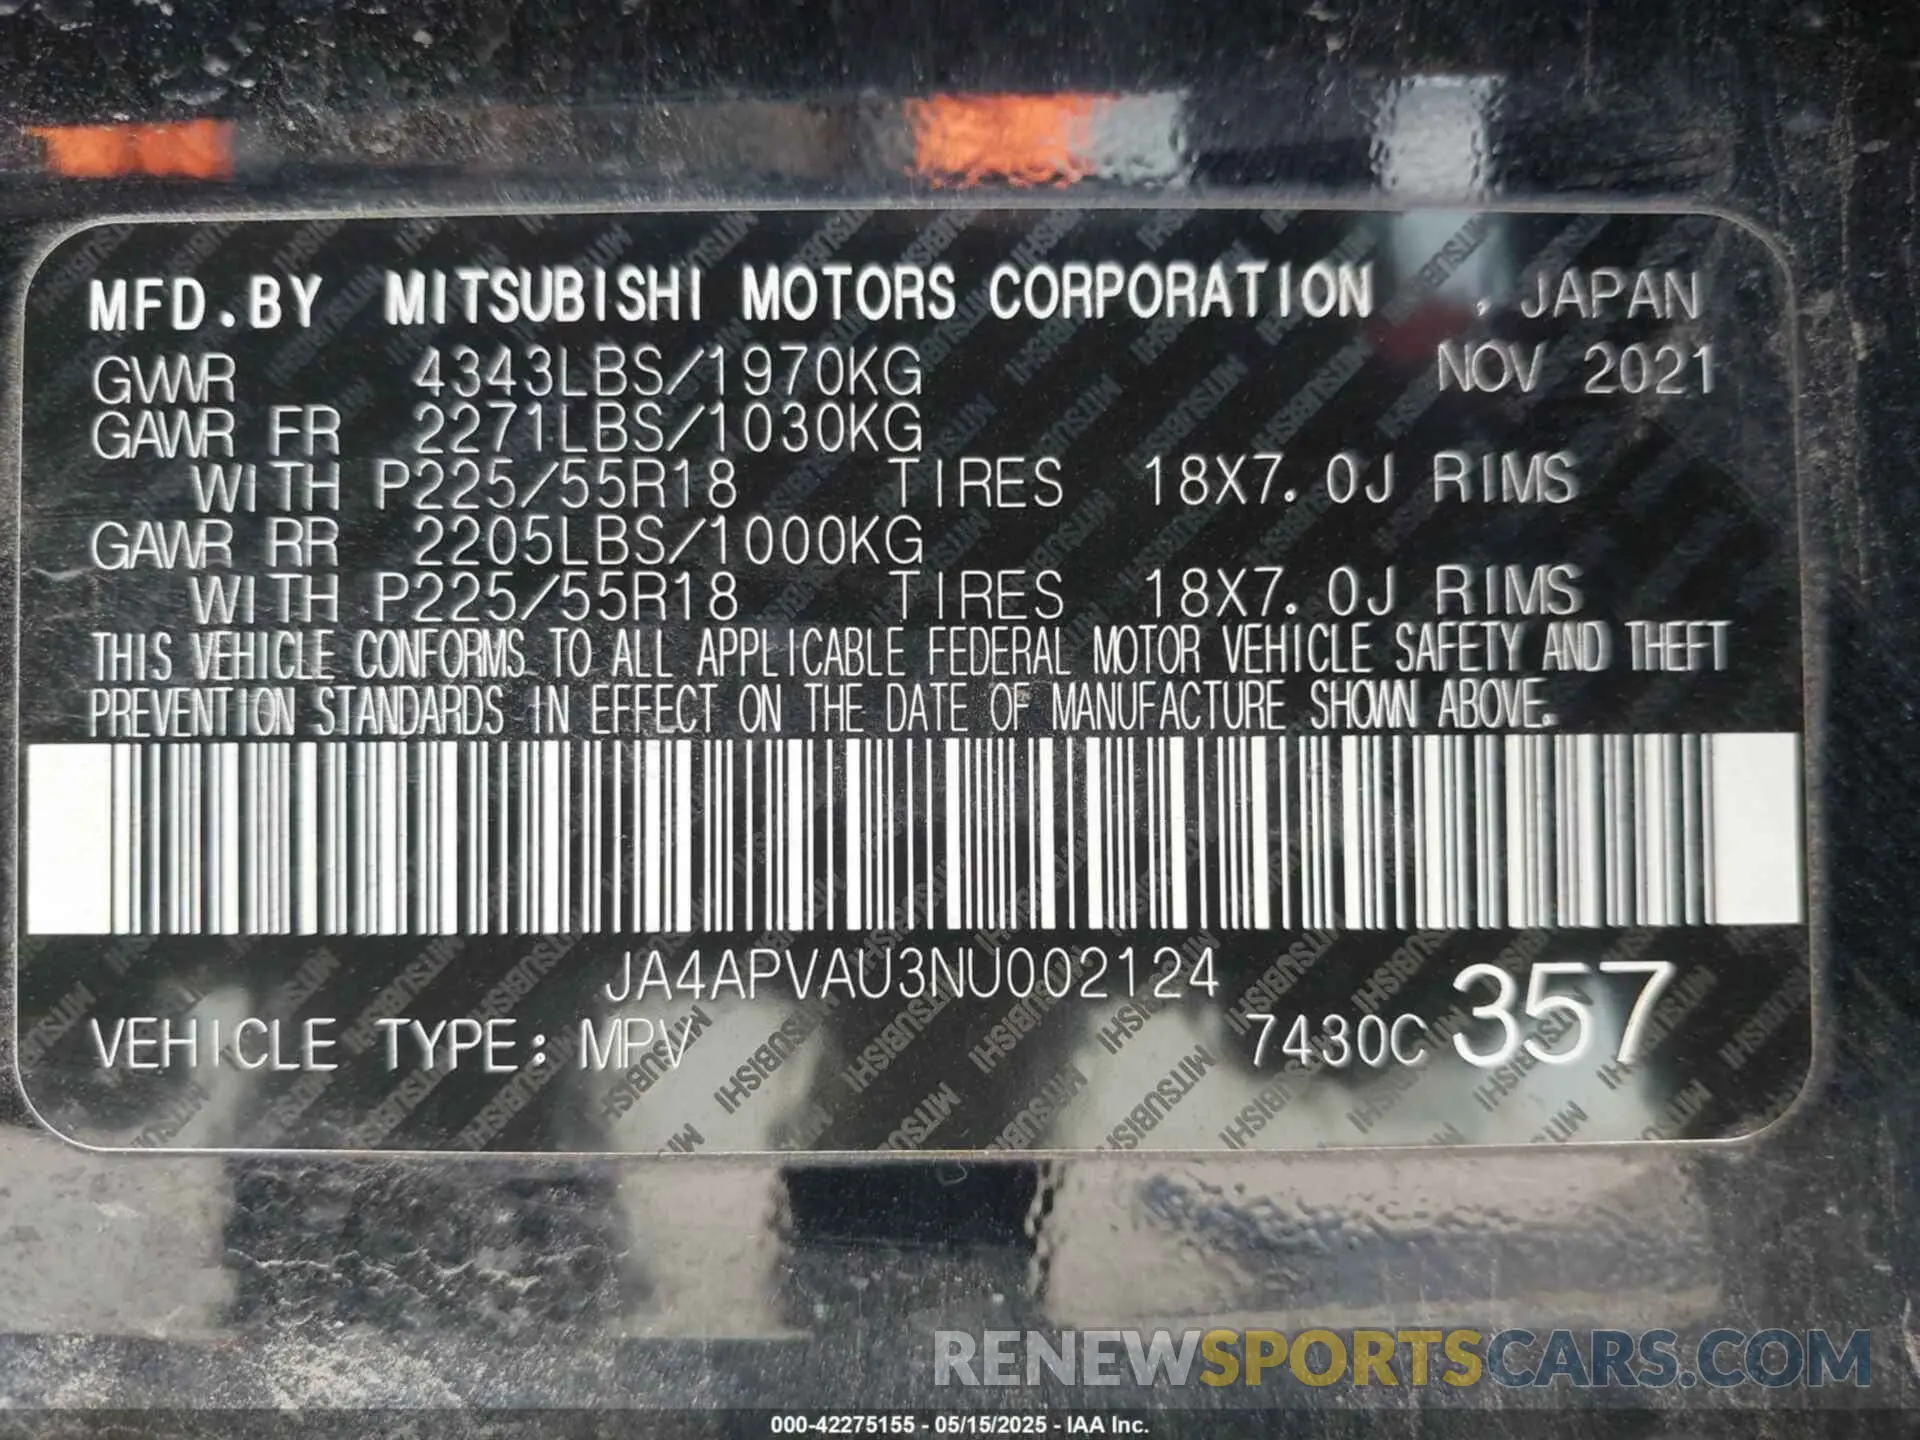 MFD.BY MITSUBISHI MOTORS CORPORATION , JAPAN
GVWR 4343LBS/1970KG NOV 2021
GAWR FR 2271LBS/1030KG
WITH P225/55R18 TIRES 18X7.0J RIMS
GAWR RR 2205LBS/1000KG
WITH P225/55R18 TIRES 18X7.0J RIMS
THIS VEHICLE CONFORMS TO ALL APPLICABLE FEDERAL MOTOR VEHICLE SAFETY AND THEFT
PREVENTION STANDARDS IN EFFECT ON THE DATE OF MANUFACTURE SHOWN ABOVE.
JA4APVAU3NU002124
VEHICLE TYPE: MPV 7430C 357
RENEWSPORTSCARS.COM
000-42275155 - 05/15/2025 - IAA Inc.